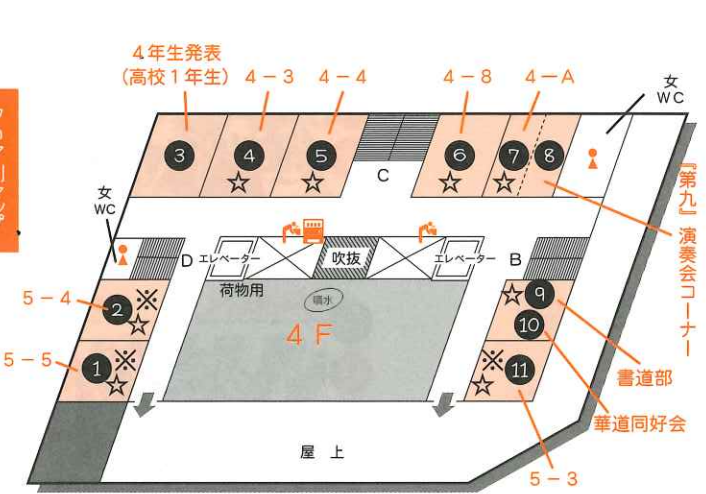 4年生発表
(高校1年生)
4-3
4-4
4-8
4-A
女
WC
3
4
☆
5
☆
6
☆
7
☆
8
C
『第九』演奏会コーナー
女
WC
D
エレベーター
吹抜
エレベーター
B
荷物用
噴水
4F
5-4
2
※
☆
5-5
1
※
☆
☆
9
10
※
☆
11
書道部
華道同好会
5-3
屋上